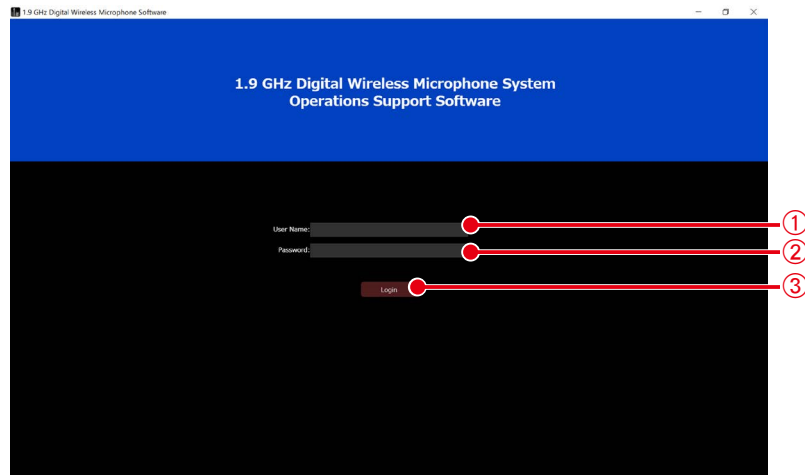 1.9 GHz Digital Wireless Microphone Software
1.9 GHz Digital Wireless Microphone System
Operations Support Software
User Name:
①
Password:
②
Login
③